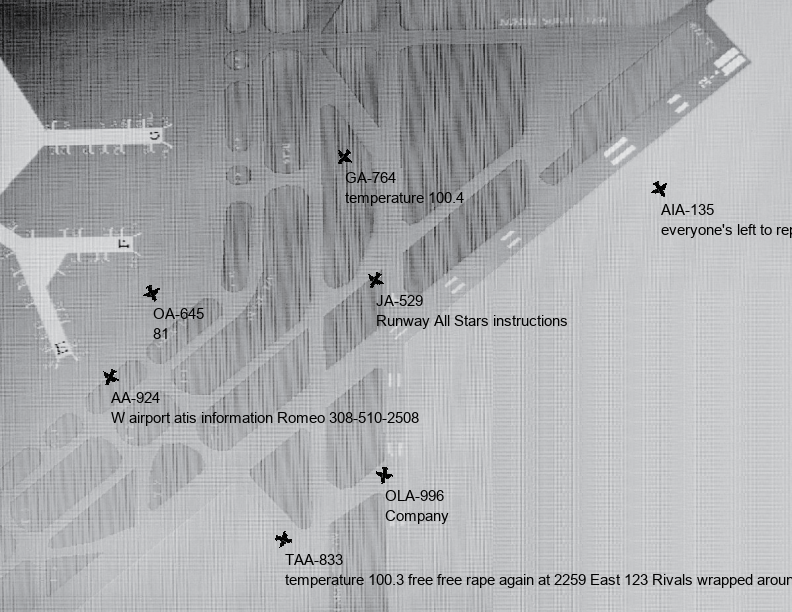 GA-764
temperature 100.4
AIA-135
everyone's left to rep
JA-529
Runway All Stars instructions
OA-645
81
AA-924
W airport atis information Romeo 308-510-2508
OLA-996
Company
TAA-833
temperature 100.3 free free rape again at 2259 East 123 Rivals wrapped aroun